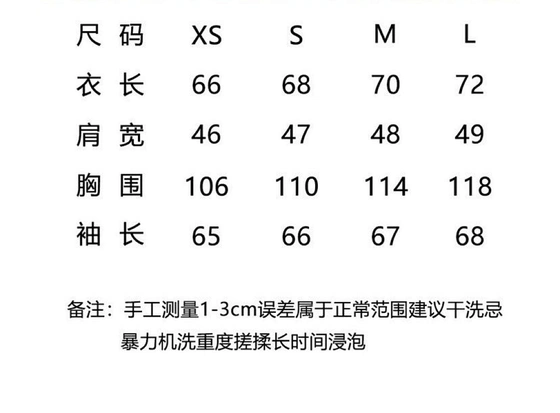 尺 码 XS S M L
衣 长 66 68 70 72
肩 宽 46 47 48 49
胸 围 106 110 114 118
袖 长 65 66 67 68
备注：手工测量1-3cm误差属于正常范围建议干洗忌
暴力机洗重度搓揉长时间浸泡